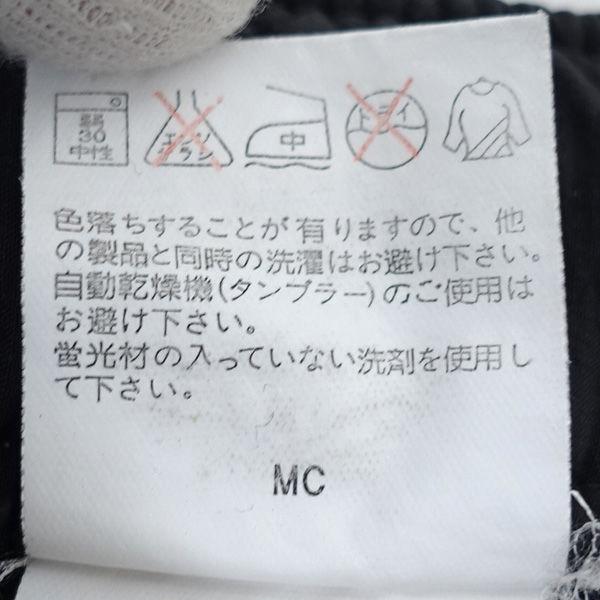 弱
30
中性
エンソ
サラシ
中
ドライ
色落ちすることが有りますので、他
の製品と同時の洗濯はお避け下さい。
自動乾燥機(タンブラー)のご使用は
お避け下さい。
蛍光材の入っていない洗剤を使用し
て下さい。
MC